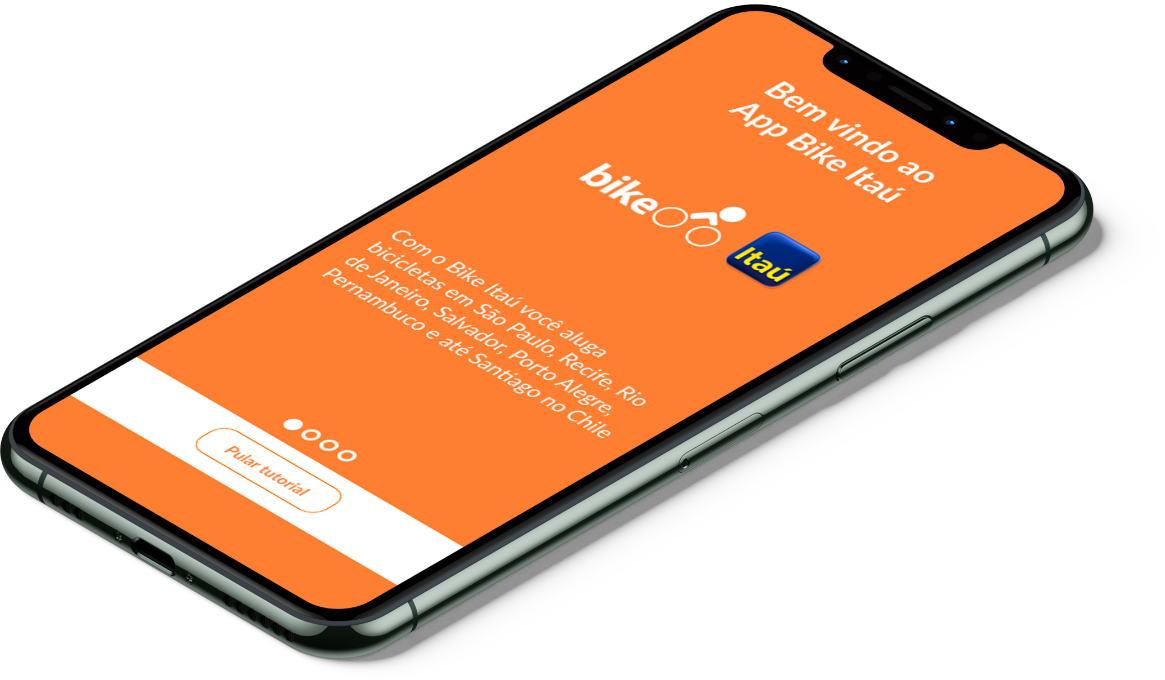 Bem vindo ao
App Bike Itaú
bike
Itaú
Com o Bike Itaú você aluga
bicicletas em São Paulo, Recife, Rio
de Janeiro, Salvador, Porto Alegre,
Pernambuco e até Santiago no Chile
Pular tutorial